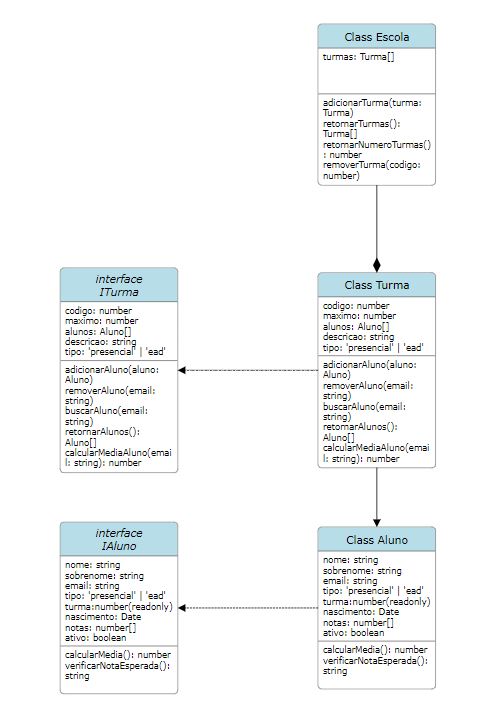 Class Escola
turmas: Turma[]
adicionarTurma(turma:
Turma)
retornarTurmas():
Turma[]
retornarNumeroTurmas()
: number
removerTurma(codigo:
number)
interface
ITurma
codigo: number
maximo: number
alunos: Aluno[]
descricao: string
tipo: 'presencial' | 'ead'
adicionarAluno(aluno:
Aluno)
removerAluno(email:
string)
buscarAluno(email:
string)
retornarAlunos():
Aluno[]
calcularMediaAluno(emai
l: string): number
Class Turma
codigo: number
maximo: number
alunos: Aluno[]
descricao: string
tipo: 'presencial' | 'ead'
adicionarAluno(aluno:
Aluno)
removerAluno(email:
string)
buscarAluno(email:
string)
retornarAlunos():
Aluno[]
calcularMediaAluno(emai
l: string): number
interface
IAluno
nome: string
sobrenome: string
email: string
tipo: 'presencial' | 'ead'
turma:number(readonly)
nascimento: Date
notas: number[]
ativo: boolean
calcularMedia(): number
verificarNotaEsperada():
string
Class Aluno
nome: string
sobrenome: string
email: string
tipo: 'presencial' | 'ead'
turma:number(readonly)
nascimento: Date
notas: number[]
ativo: boolean
calcularMedia(): number
verificarNotaEsperada():
string